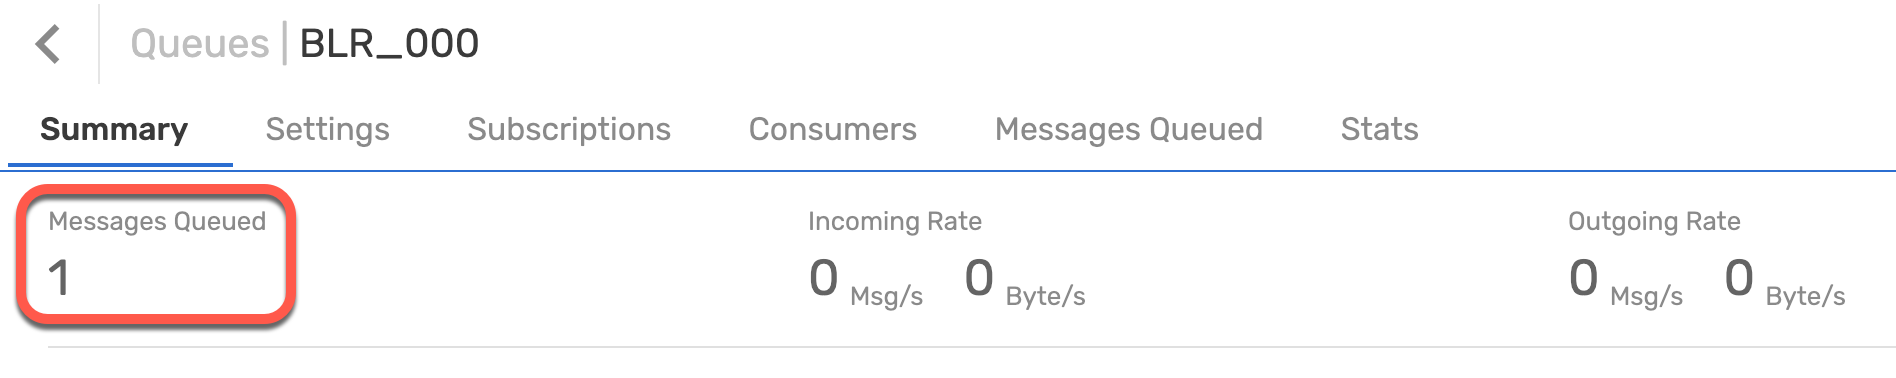 Queues | BLR_000
Summary Settings Subscriptions Consumers Messages Queued Stats
Messages Queued Incoming Rate Outgoing Rate
1 0 Msg/s 0 Byte/s 0 Msg/s 0 Byte/s